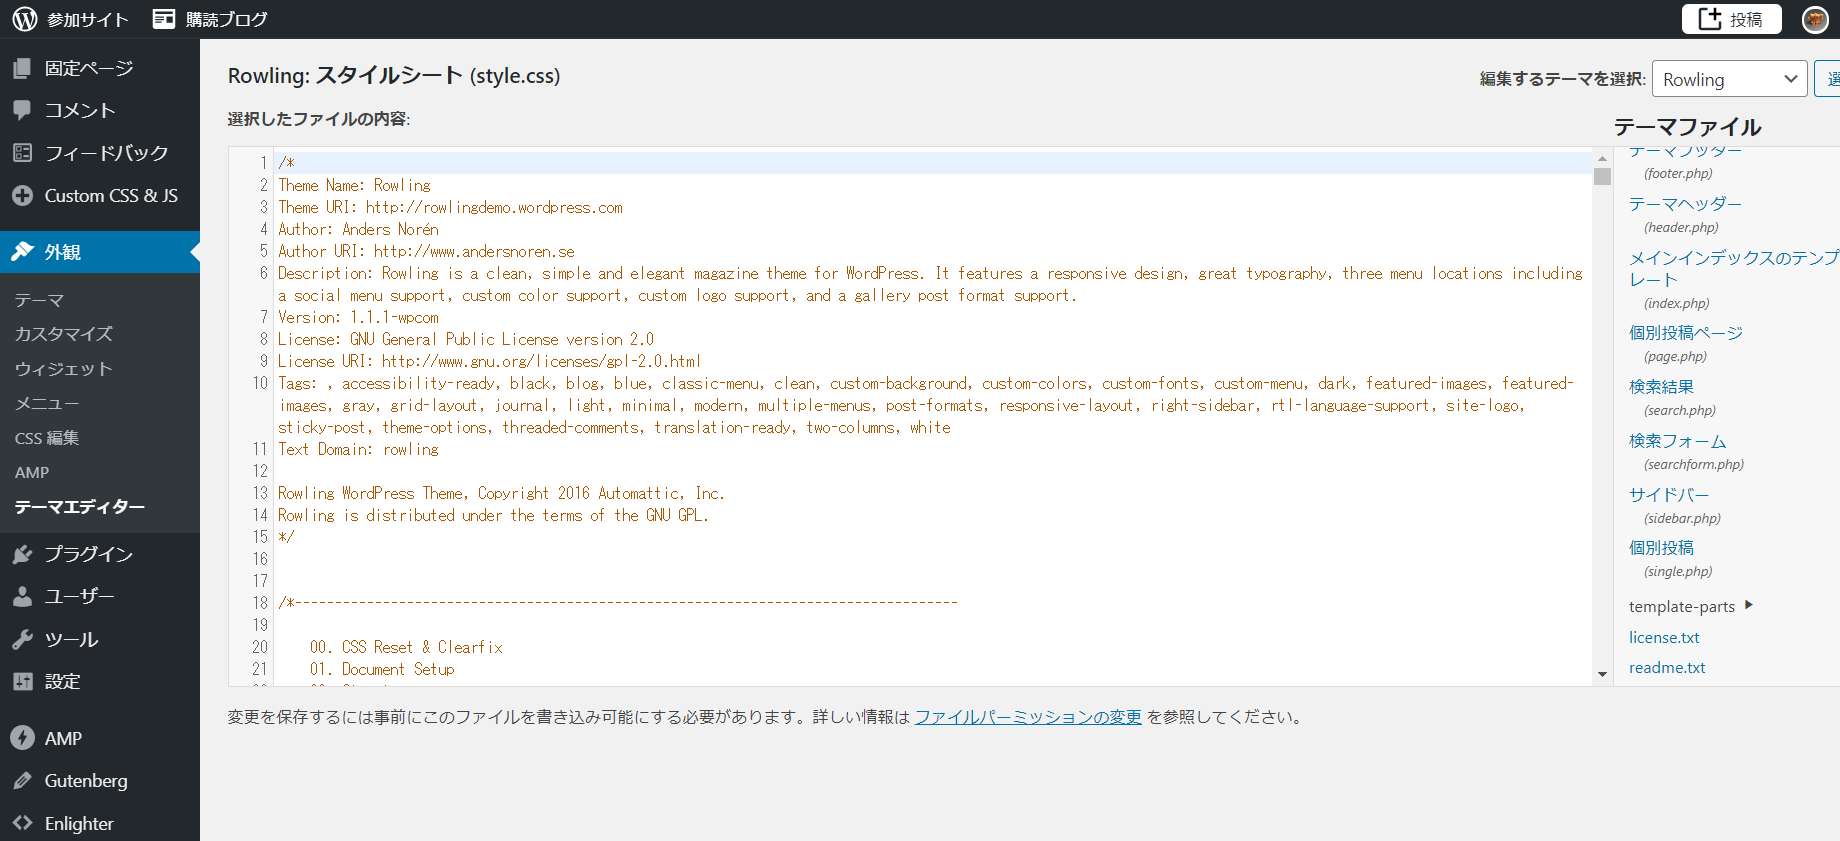 参加サイト
購読ブログ
投稿
固定ページ
コメント
フィードバック
Custom CSS & JS
外観
テーマ
カスタマイズ
ウィジェット
メニュー
CSS 編集
AMP
テーマエディター
プラグイン
ユーザー
ツール
設定
AMP
Gutenberg
Enlighter
Rowling: スタイルシート (style.css)
編集するテーマを選択: Rowling 選
選択したファイルの内容:
1 /*
2 Theme Name: Rowling
3 Theme URI: http://rowlingdemo.wordpress.com
4 Author: Anders Norén
5 Author URI: http://www.andersnoren.se
6 Description: Rowling is a clean, simple and elegant magazine theme for WordPress. It features a responsive design, great typography, three menu locations including
a social menu support, custom color support, custom logo support, and a gallery post format support.
7 Version: 1.1.1-wpcom
8 License: GNU General Public License version 2.0
9 License URI: http://www.gnu.org/licenses/gpl-2.0.html
10 Tags: , accessibility-ready, black, blog, blue, classic-menu, clean, custom-background, custom-colors, custom-fonts, custom-menu, dark, featured-images, featured-
images, gray, grid-layout, journal, light, minimal, modern, multiple-menus, post-formats, responsive-layout, right-sidebar, rtl-language-support, site-logo,
sticky-post, theme-options, threaded-comments, translation-ready, two-columns, white
11 Text Domain: rowling
12
13 Rowling WordPress Theme, Copyright 2016 Automattic, Inc.
14 Rowling is distributed under the terms of the GNU GPL.
15 */
16
17
18 /*-----------------------------------------------------------------------------------
19
20 00. CSS Reset & Clearfix
21 01. Document Setup
変更を保存するには事前にこのファイルを書き込み可能にする必要があります。詳しい情報は ファイルパーミッションの変更 を参照してください。
テーマファイル
テーマフッター
(footer.php)
テーマヘッダー
(header.php)
メインインデックスのテンプ
レート
(index.php)
個別投稿ページ
(page.php)
検索結果
(search.php)
検索フォーム
(searchform.php)
サイドバー
(sidebar.php)
個別投稿
(single.php)
template-parts
license.txt
readme.txt